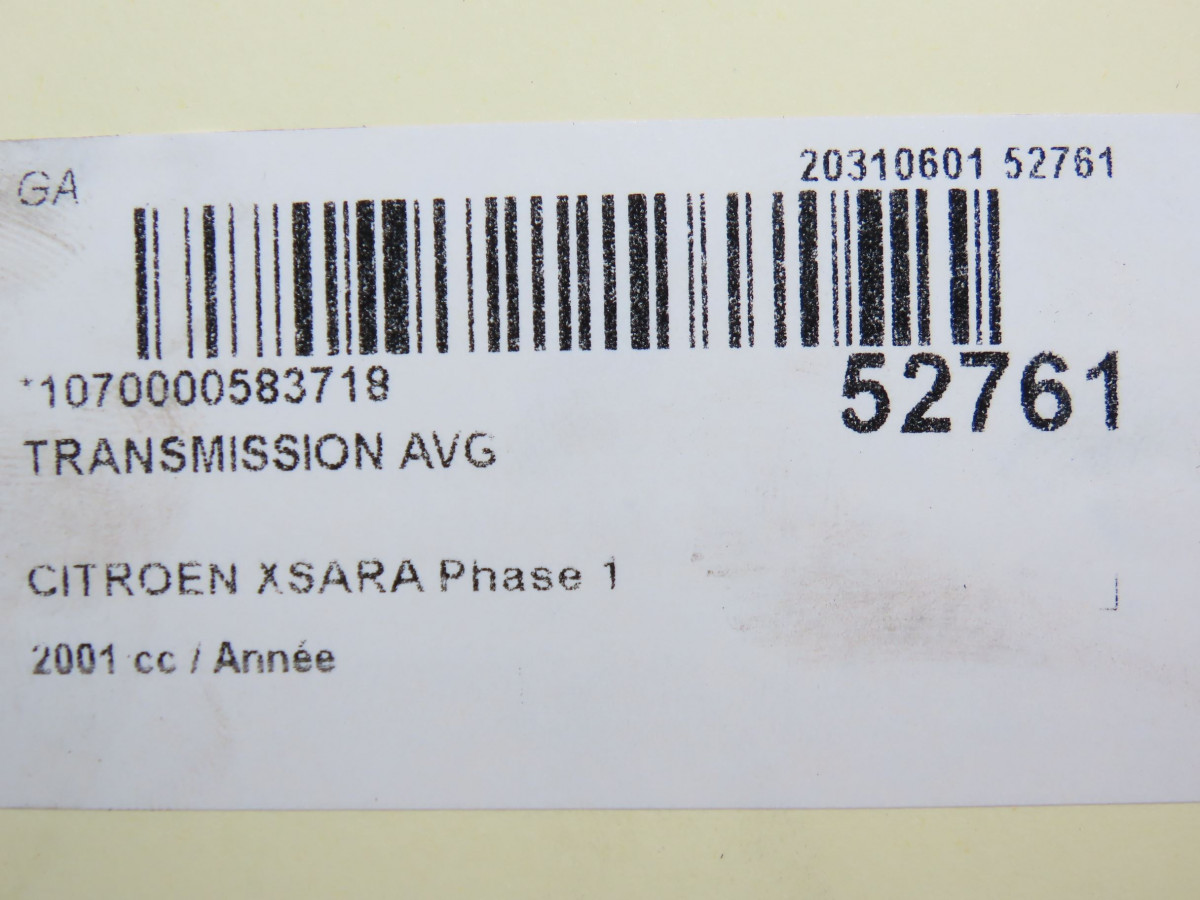 GA
20310601 52761
*1070000583718
52761
TRANSMISSION AVG
CITROEN XSARA Phase 1
2001 cc / Année